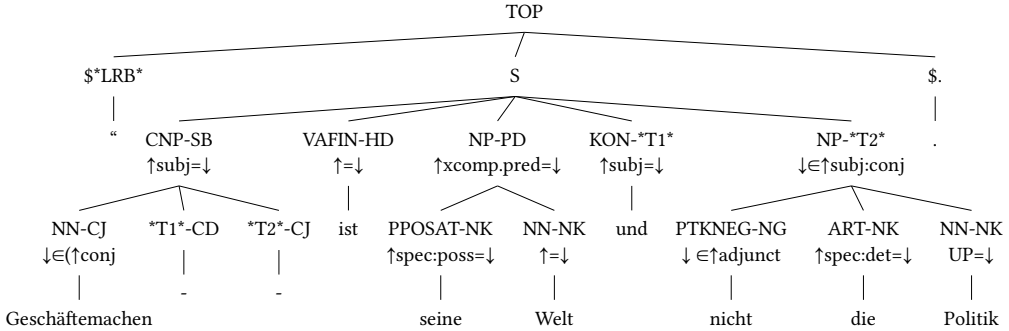 TOP
$*LRB* S $.
“ CNP-SB VAFIN-HD NP-PD KON-*T1* NP-*T2* .
↑subj=↓ ↑=↓ ↑xcomp.pred=↓ ↑subj=↓ ↓∈↑subj:conj
NN-CJ *T1*-CD *T2*-CJ ist PPOSAT-NK NN-NK und PTKNEG-NG ART-NK NN-NK
↓∈(↑conj ↑spec:poss=↓ ↑=↓ ↓ ∈↑adjunct ↑spec:det=↓ UP=↓
- -
Geschäftemachen seine Welt nicht die Politik